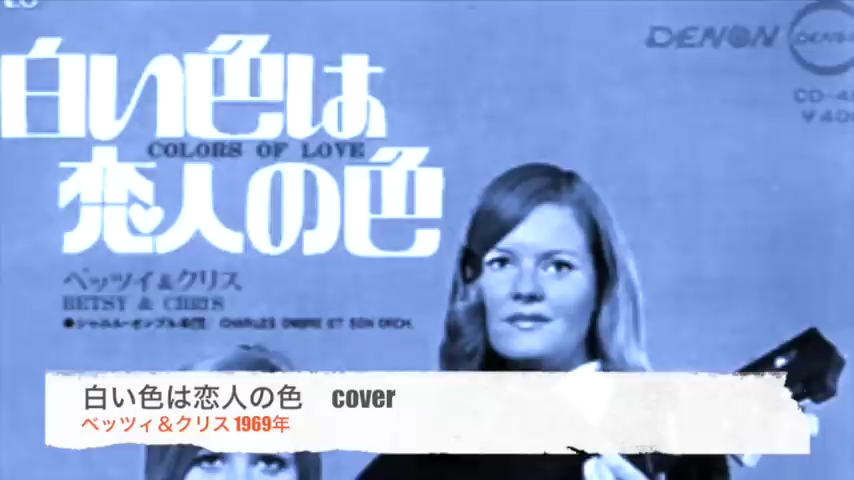 DENON
DENON
CD-4
¥40
白い色は
COLORS OF LOVE
恋人の色
ベッツィ&クリス
BETSY & CHRIS
●シャルル・オンブル楽団 / CHARLES OMBRE ET SON ORCH.
白い色は恋人の色 cover
ベッツィ&クリス1969年